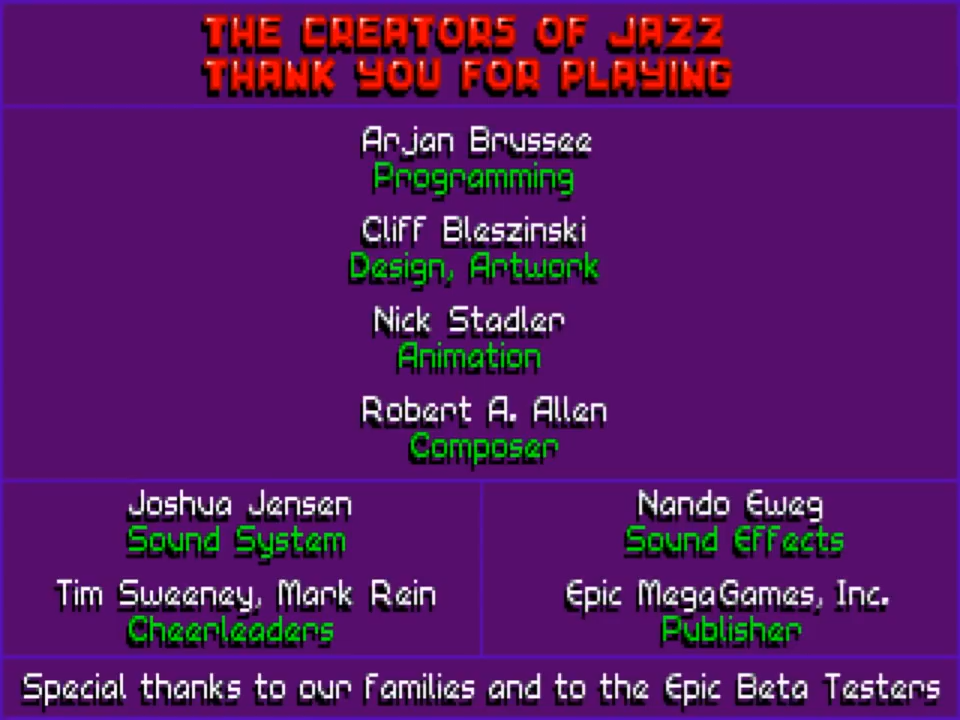 THE CREATORS OF JAZZ
THANK YOU FOR PLAYING
Arjan Brussee
Programming
Cliff Bleszinski
Design, Artwork
Nick Stadler
Animation
Robert A. Allen
Composer
Joshua Jensen
Sound System
Tim Sweeney, Mark Rein
Cheerleaders
Nando Eweg
Sound Effects
Epic MegaGames, Inc.
Publisher
Special thanks to our families and to the Epic Beta Testers